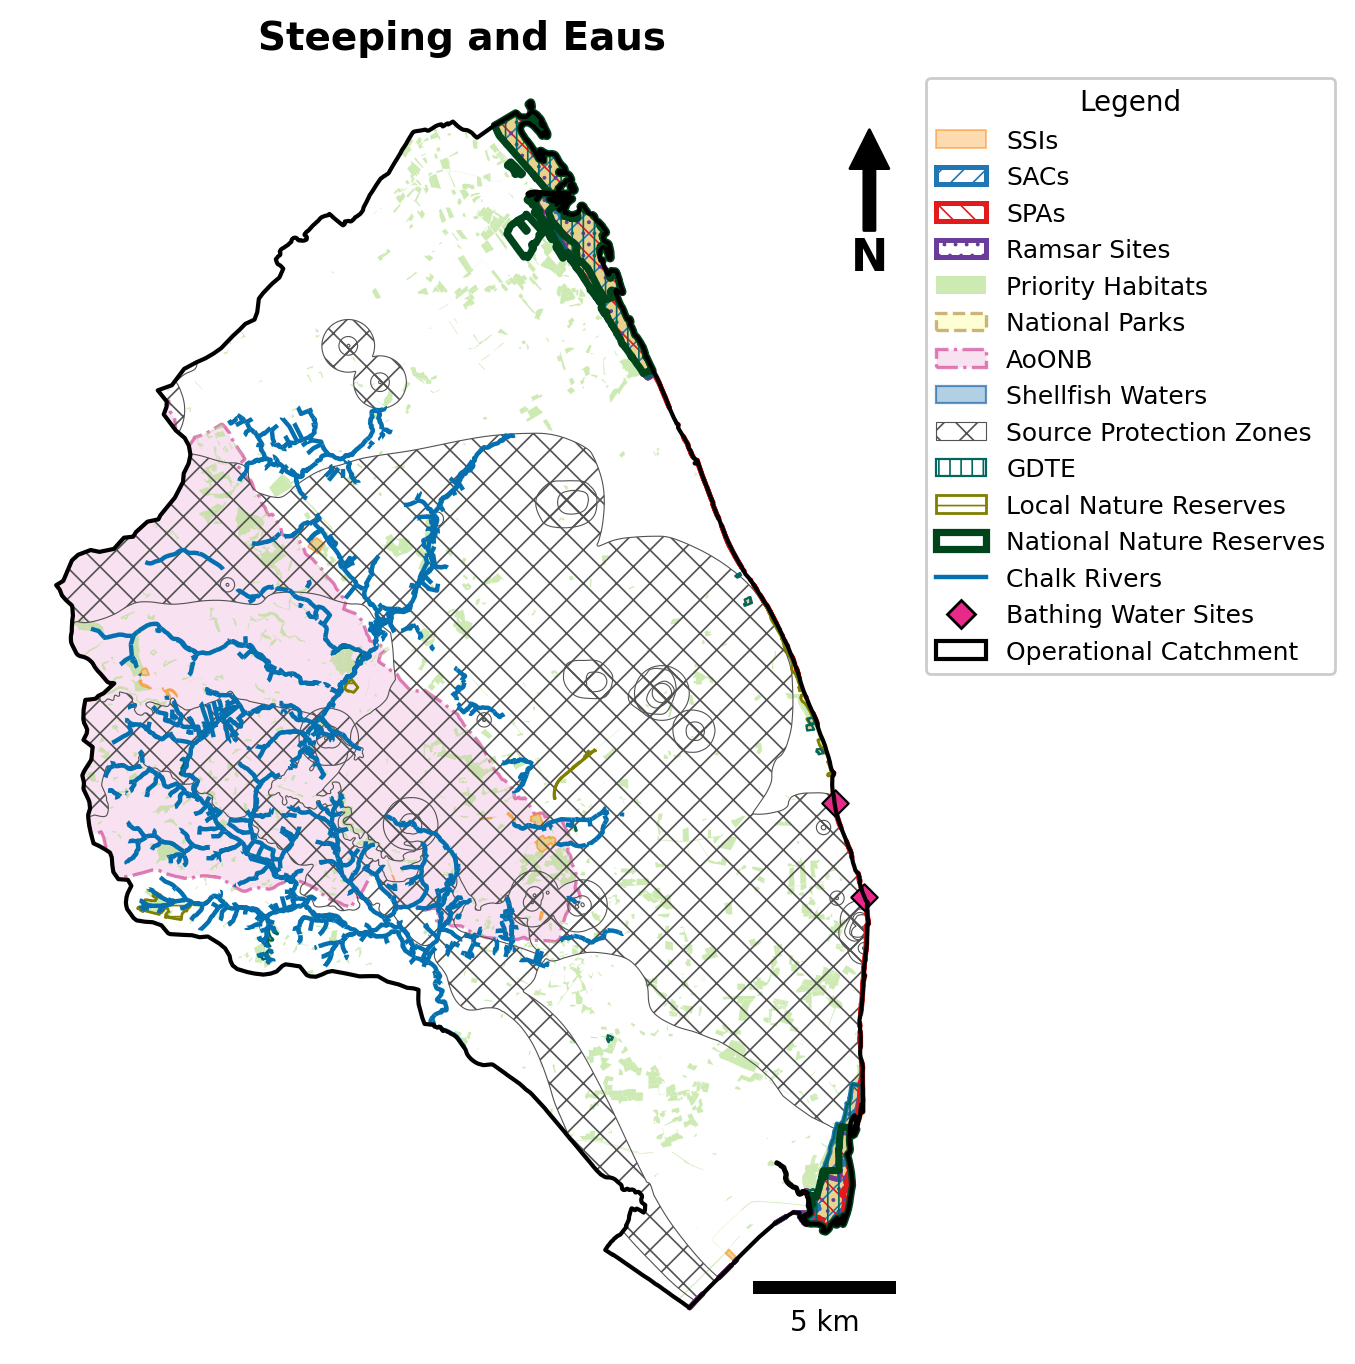 Steeping and Eaus
N
Legend
SSIs
SACs
SPAs
Ramsar Sites
Priority Habitats
National Parks
AoONB
Shellfish Waters
Source Protection Zones
GDTE
Local Nature Reserves
National Nature Reserves
Chalk Rivers
Bathing Water Sites
Operational Catchment
5 km